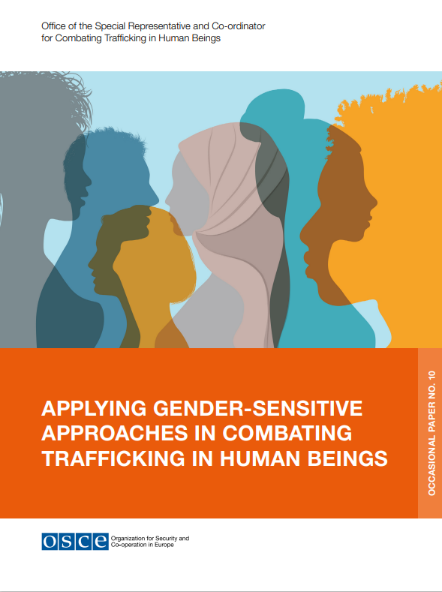 Office of the Special Representative and Co-ordinator
for Combating Trafficking in Human Beings
APPLYING GENDER-SENSITIVE
APPROACHES IN COMBATING
TRAFFICKING IN HUMAN BEINGS
OCCASIONAL PAPER NO. 10
OSCE
Organization for Security and
Co-operation in Europe